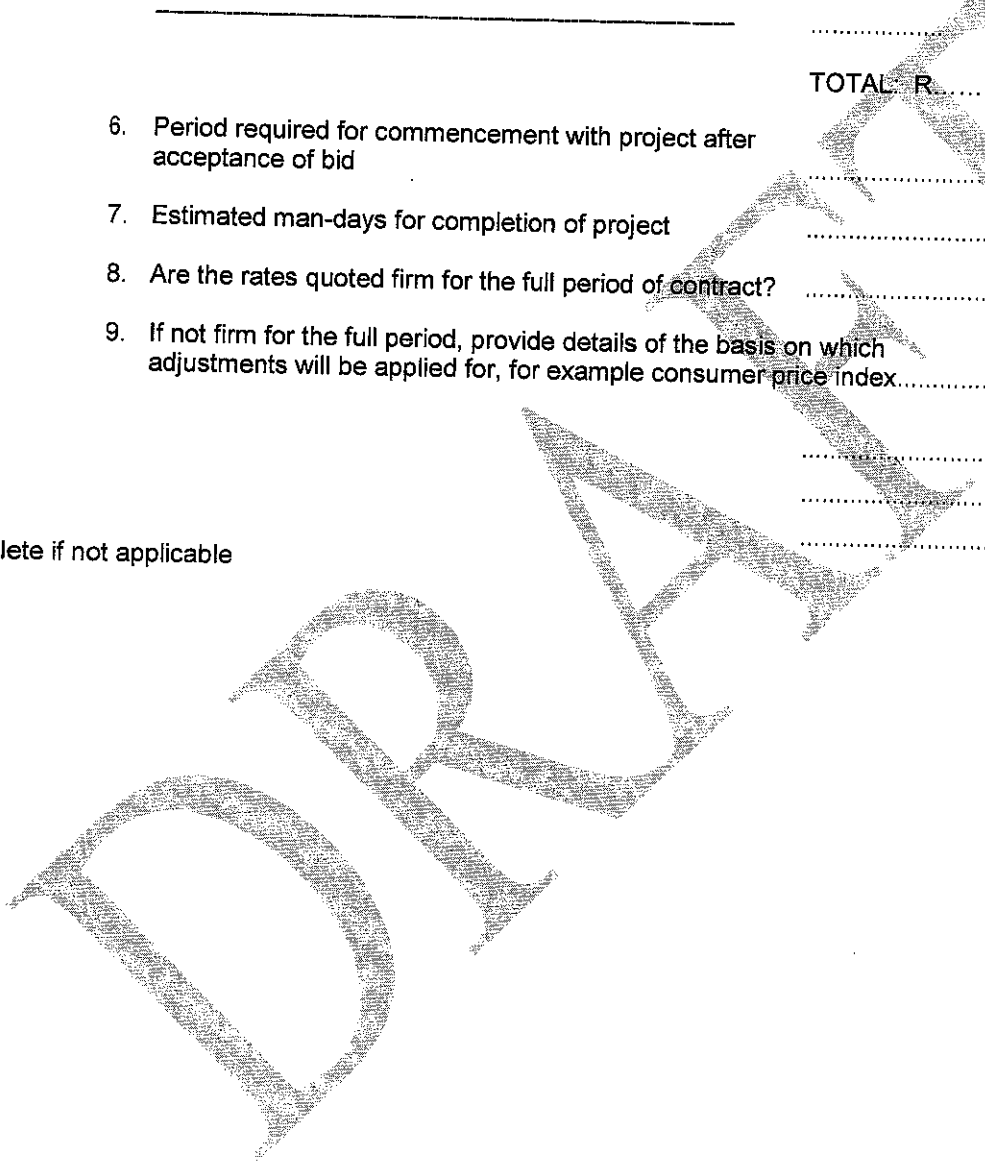 ....................
TOTAL: R......
6. Period required for commencement with project after
acceptance of bid
............................
7. Estimated man-days for completion of project ............................
8. Are the rates quoted firm for the full period of contract? ............................
9. If not firm for the full period, provide details of the basis on which
adjustments will be applied for, for example consumer price index..............
............................
............................
lete if not applicable ............................
DRAFT